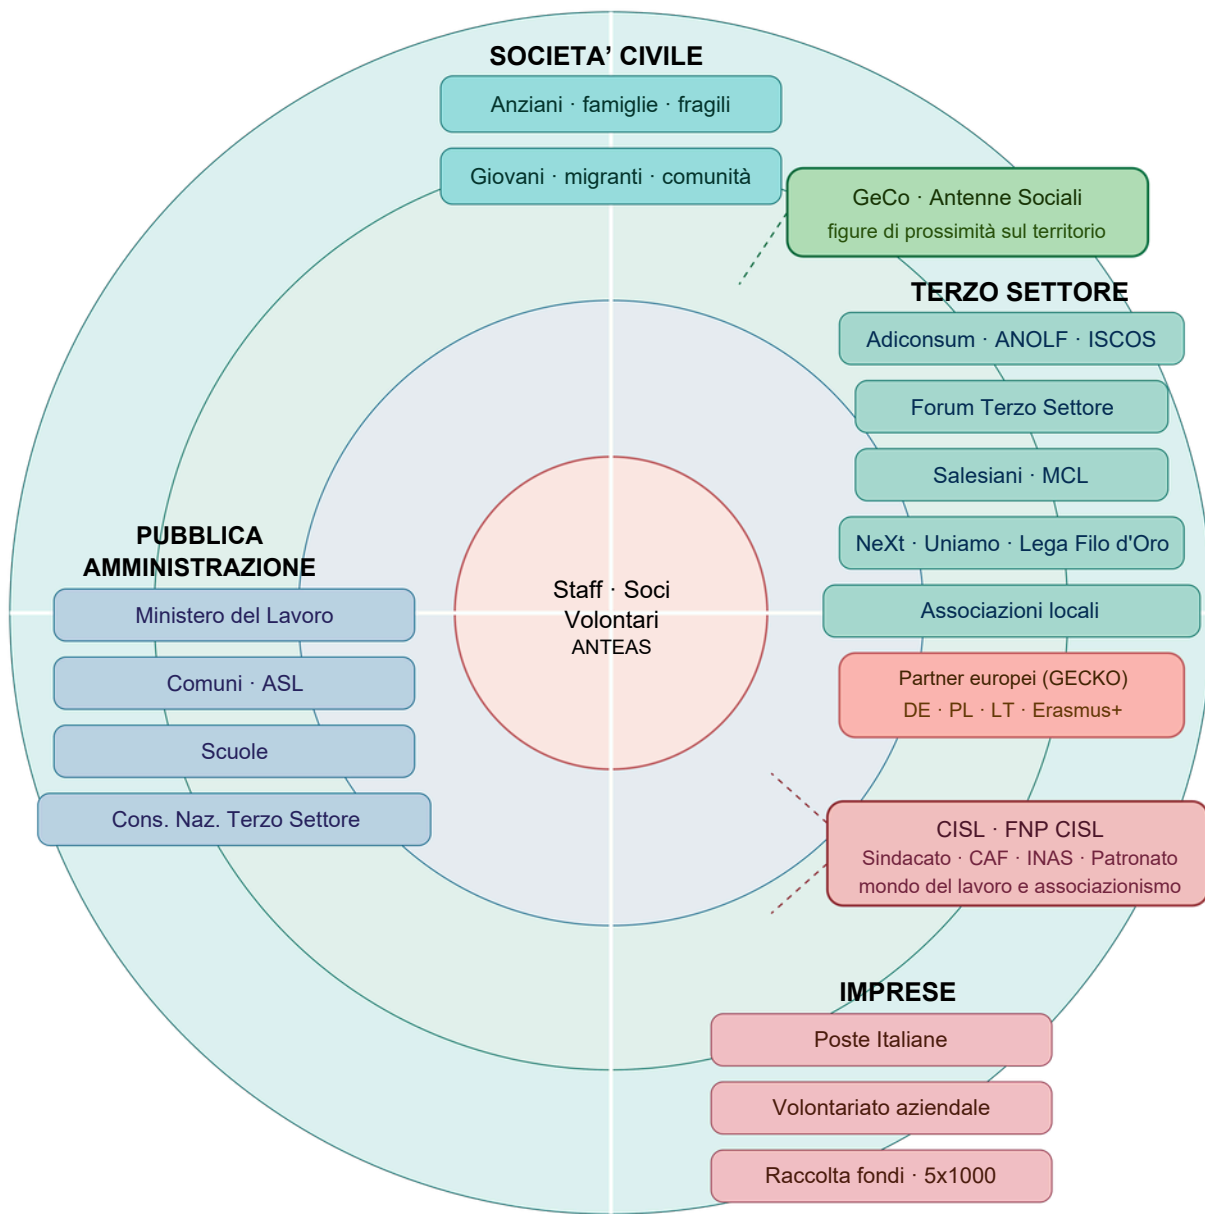 SOCIETA’ CIVILE
Anziani · famiglie · fragili
Giovani · migranti · comunità
GeCo · Antenne Sociali
figure di prossimità sul territorio
TERZO SETTORE
Adiconsum · ANOLF · ISCOS
Forum Terzo Settore
Salesiani · MCL
NeXt · Uniamo · Lega Filo d'Oro
Associazioni locali
Partner europei (GECKO)
DE · PL · LT · Erasmus+
PUBBLICA
AMMINISTRAZIONE
Ministero del Lavoro
Comuni · ASL
Scuole
Cons. Naz. Terzo Settore
Staff · Soci
Volontari
ANTEAS
CISL · FNP CISL
Sindacato · CAF · INAS · Patronato
mondo del lavoro e associazionismo
IMPRESE
Poste Italiane
Volontariato aziendale
Raccolta fondi · 5x1000